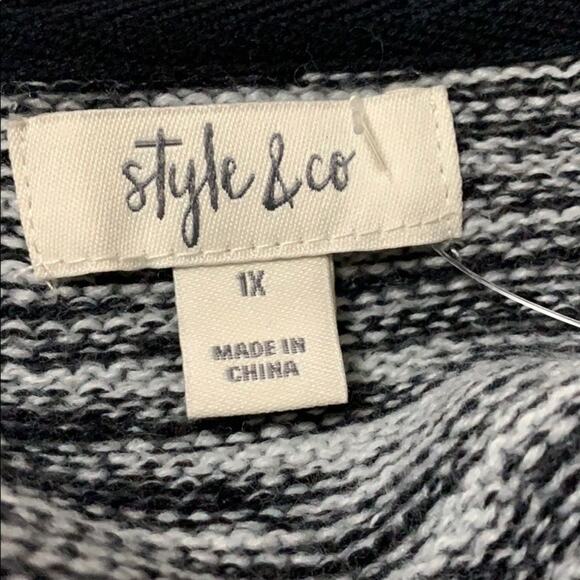 style & co
1X
MADE IN
CHINA